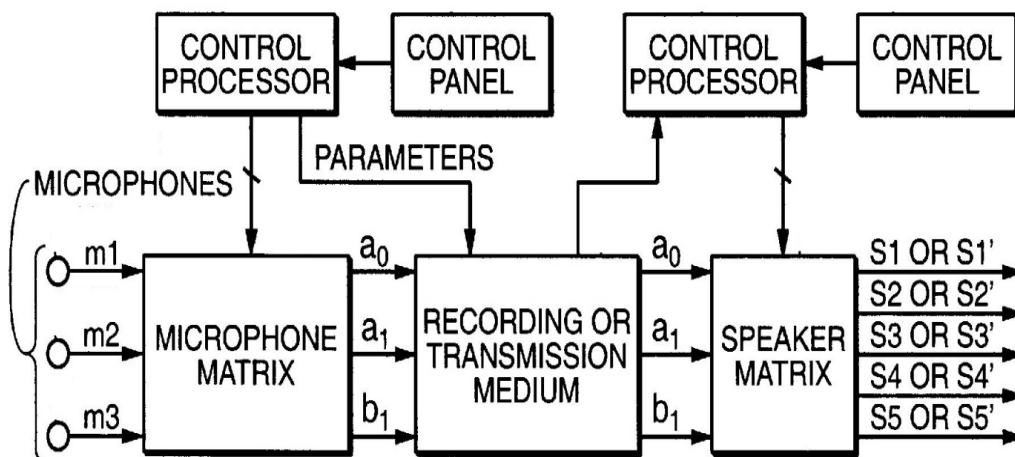 CONTROL
PROCESSOR
CONTROL
PANEL
CONTROL
PROCESSOR
CONTROL
PANEL
PARAMETERS
MICROPHONES
m1
m2
m3
MICROPHONE
MATRIX
a0
a1
b1
RECORDING OR
TRANSMISSION
MEDIUM
a0
a1
b1
SPEAKER
MATRIX
S1 OR S1'
S2 OR S2'
S3 OR S3'
S4 OR S4'
S5 OR S5'